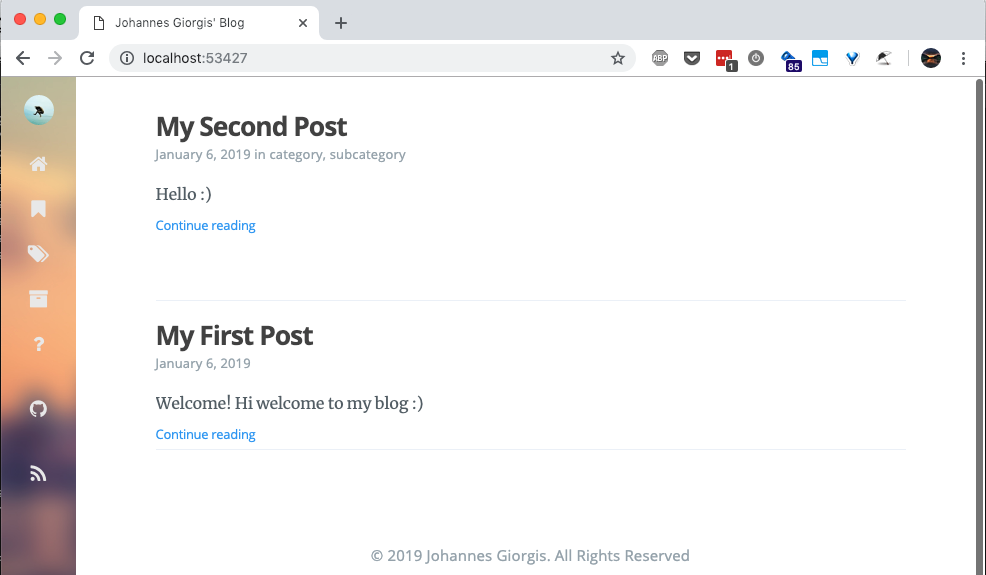 Johannes Giorgis' Blog
localhost:53427
ABP
1
85
My Second Post
January 6, 2019 in category, subcategory
Hello :)
Continue reading
My First Post
January 6, 2019
Welcome! Hi welcome to my blog :)
Continue reading
© 2019 Johannes Giorgis. All Rights Reserved